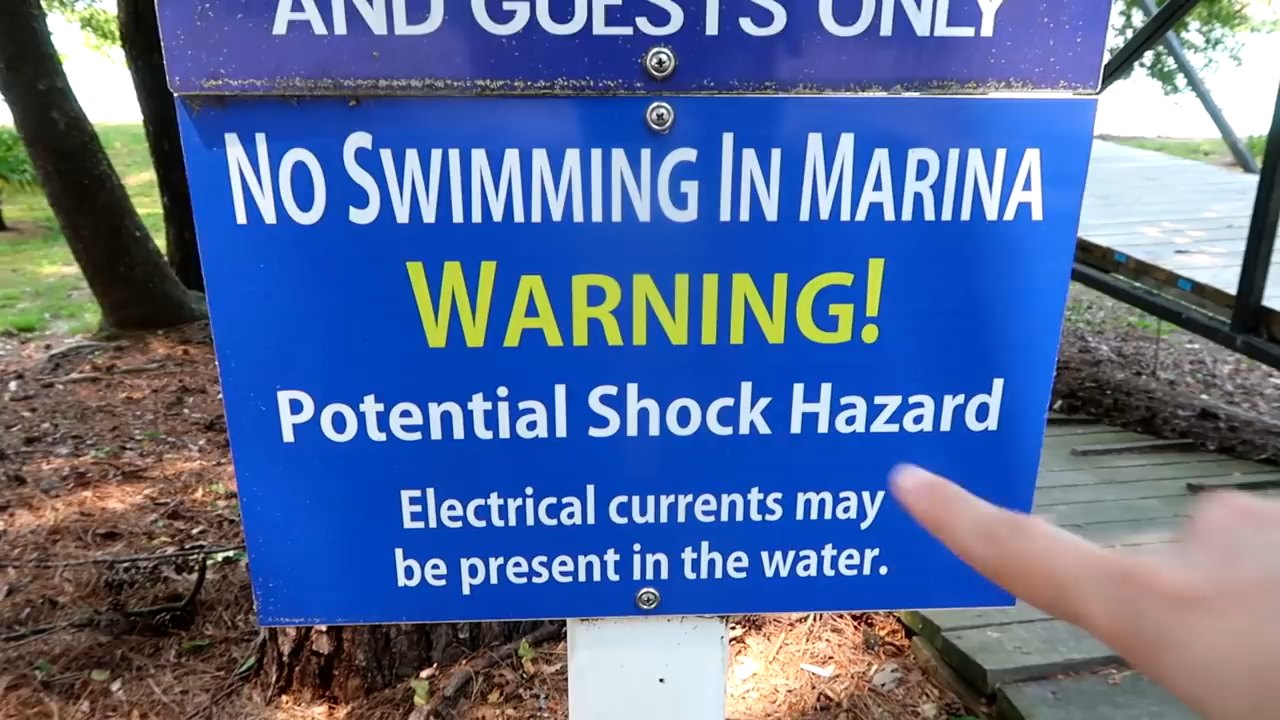 AND GUESTS ONLY
NO SWIMMING IN MARINA
WARNING!
Potential Shock Hazard
Electrical currents may
be present in the water.